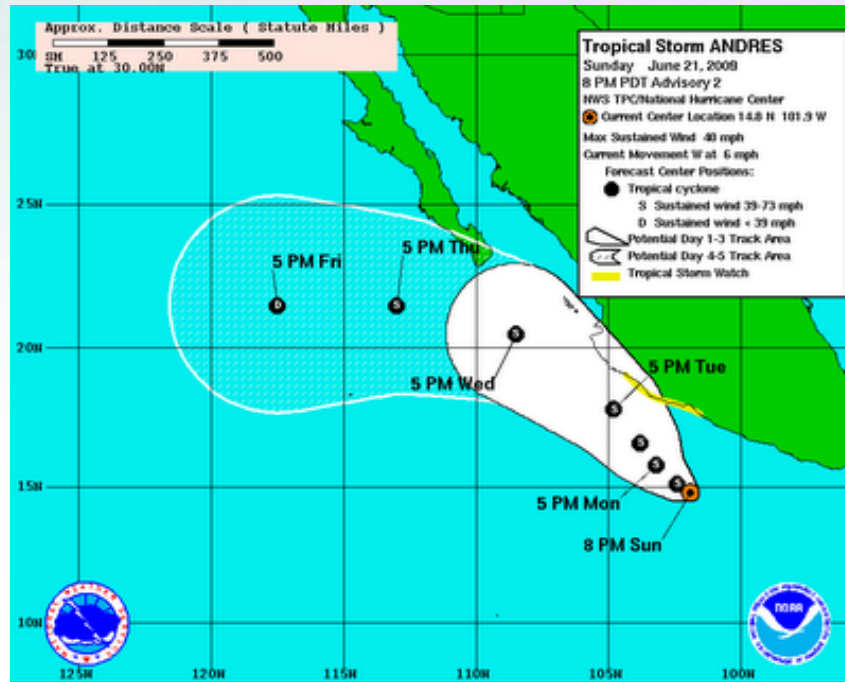 Approx. Distance Scale ( Statute Miles )
SM 125 250 375 500
True at 30.00N
Tropical Storm ANDRES
Sunday June 21, 2009
8 PM PDT Advisory 2
NWS TPC/National Hurricane Center
Current Center Location 14.8 N 101.9 W
Max Sustained Wind 40 mph
Current Movement W at 6 mph
Forecast Center Positions:
Tropical cyclone
S Sustained wind 39-73 mph
D Sustained wind < 39 mph
Potential Day 1-3 Track Area
Potential Day 4-5 Track Area
Tropical Storm Watch
30N
25N
5 PM Fri
5 PM Thu
D
S
S
20N
5 PM Wed
5 PM Tue
S
S
S
S
15N
5 PM Mon
8 PM Sun
NOAA
10N
125W 120W 115W 110W 105W 100W